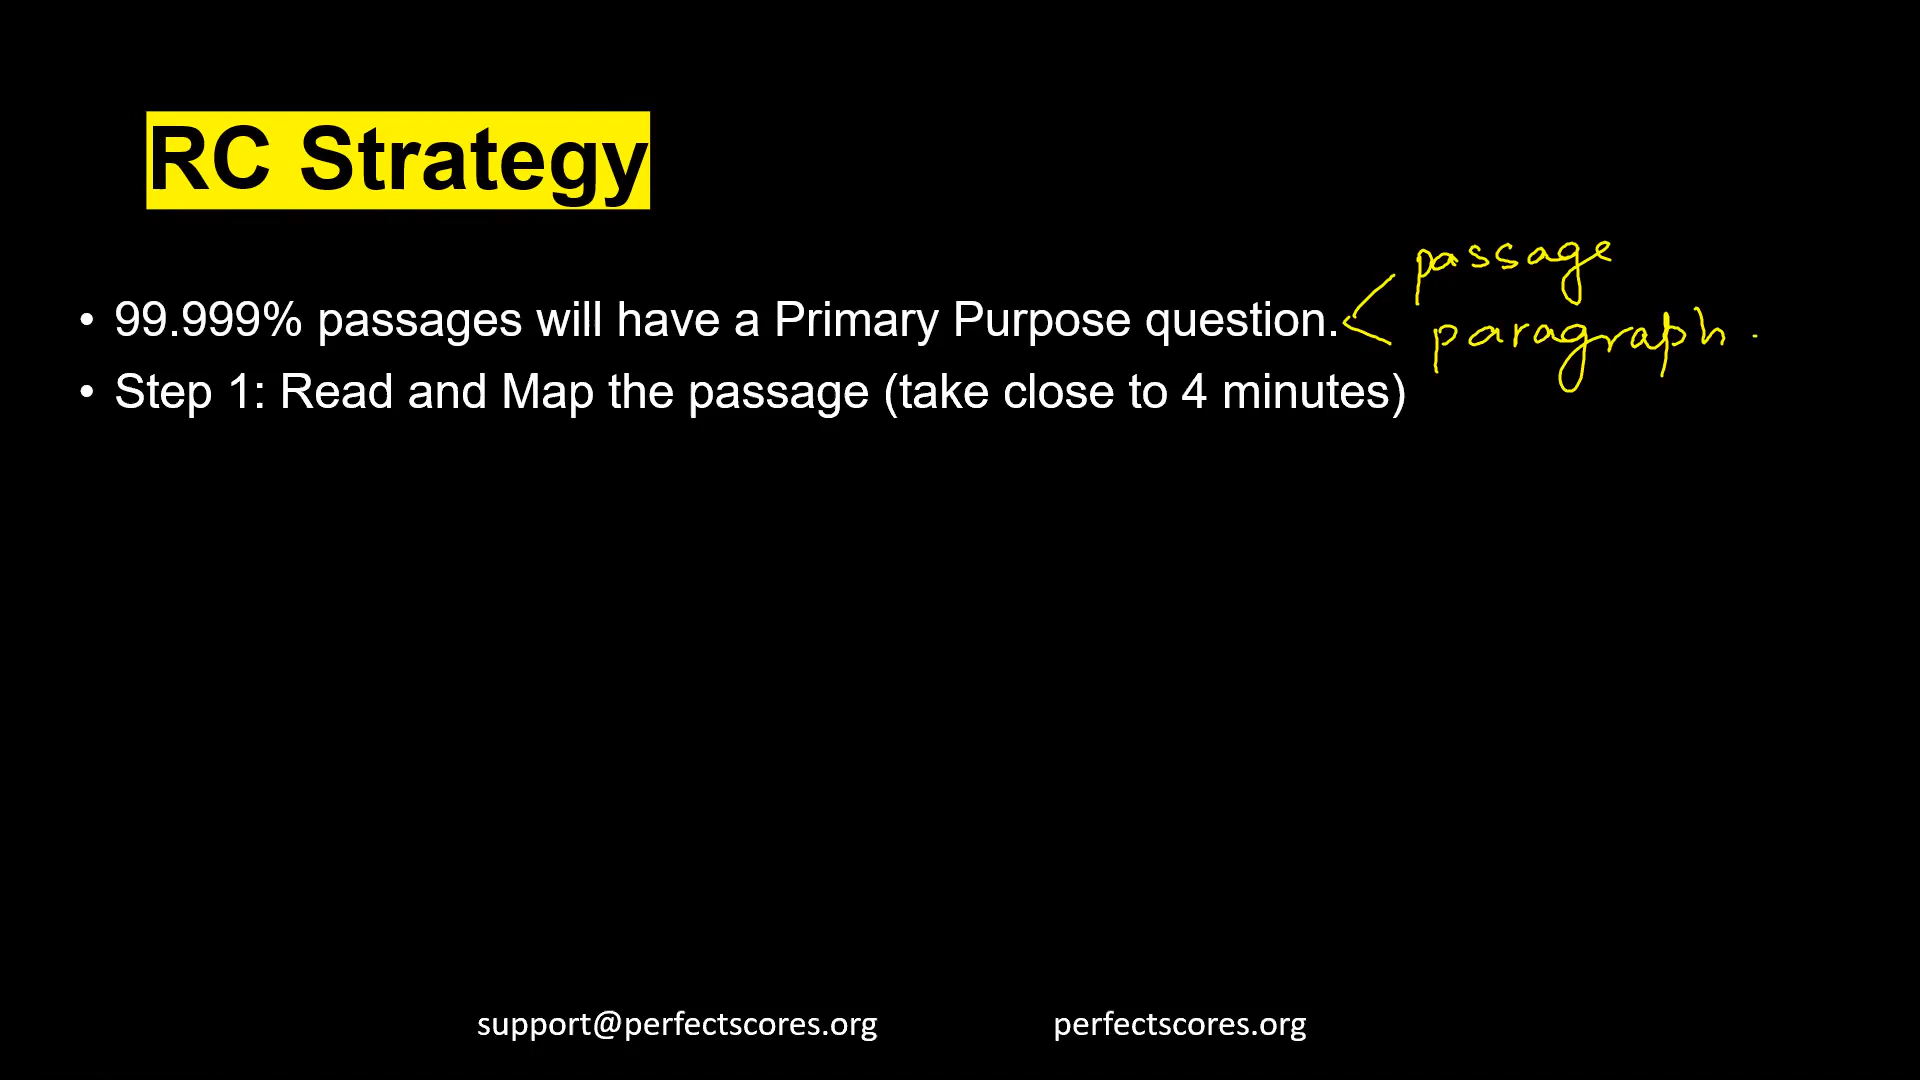 RC Strategy
passage
• 99.999% passages will have a Primary Purpose question.
paragraph.
• Step 1: Read and Map the passage (take close to 4 minutes)
support@perfectscores.org
perfectscores.org